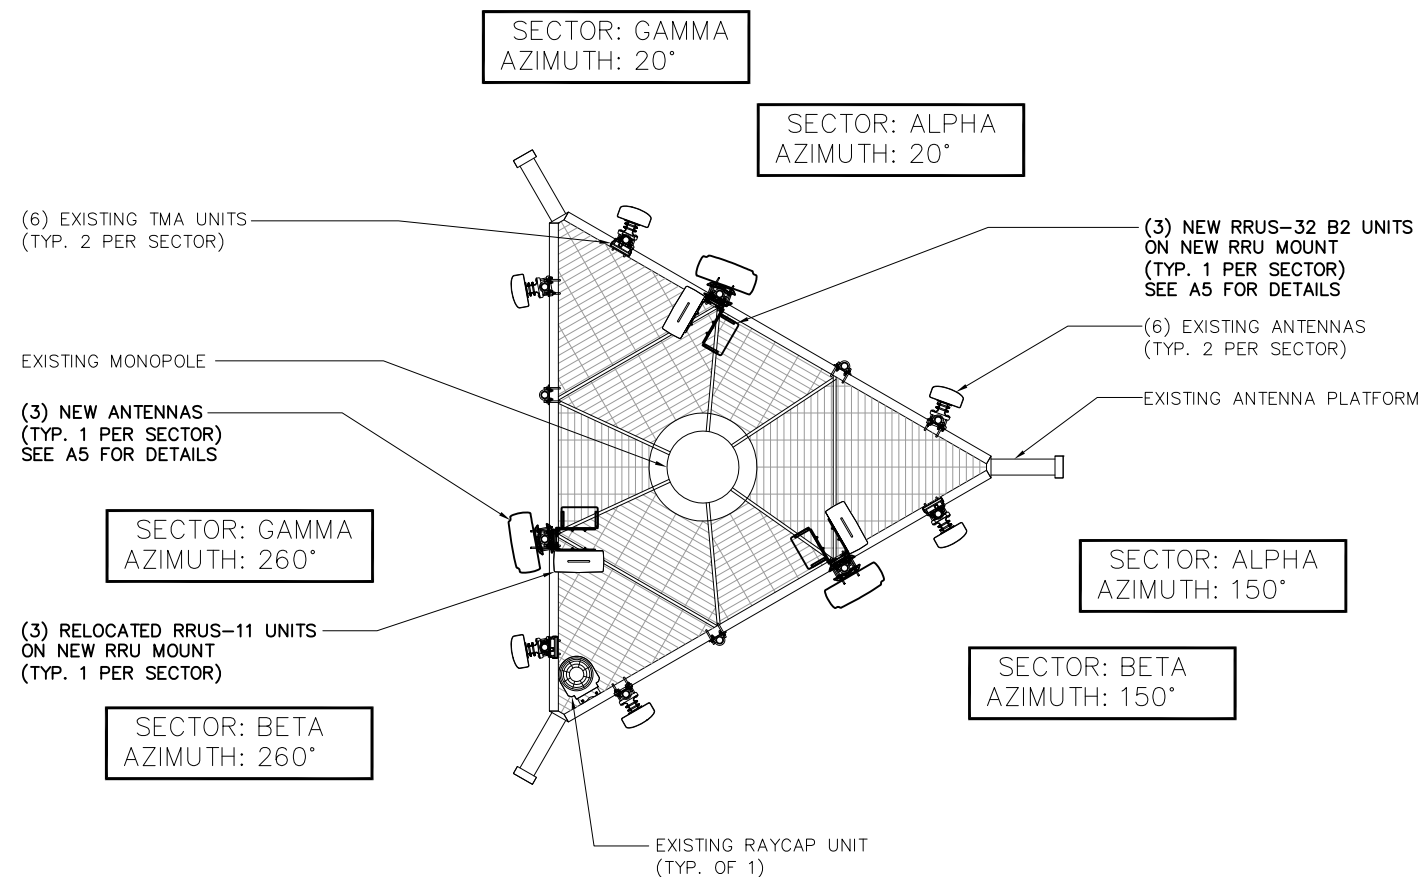 SECTOR: GAMMA
AZIMUTH: 20°
SECTOR: ALPHA
AZIMUTH: 20°
(6) EXISTING TMA UNITS
(TYP. 2 PER SECTOR)
(3) NEW RRUS-32 B2 UNITS
ON NEW RRU MOUNT
(TYP. 1 PER SECTOR)
SEE A5 FOR DETAILS
(6) EXISTING ANTENNAS
(TYP. 2 PER SECTOR)
EXISTING MONOPOLE
EXISTING ANTENNA PLATFORM
(3) NEW ANTENNAS
(TYP. 1 PER SECTOR)
SEE A5 FOR DETAILS
SECTOR: GAMMA
AZIMUTH: 260°
SECTOR: ALPHA
AZIMUTH: 150°
(3) RELOCATED RRUS-11 UNITS
ON NEW RRU MOUNT
(TYP. 1 PER SECTOR)
SECTOR: BETA
AZIMUTH: 150°
SECTOR: BETA
AZIMUTH: 260°
EXISTING RAYCAP UNIT
(TYP. OF 1)